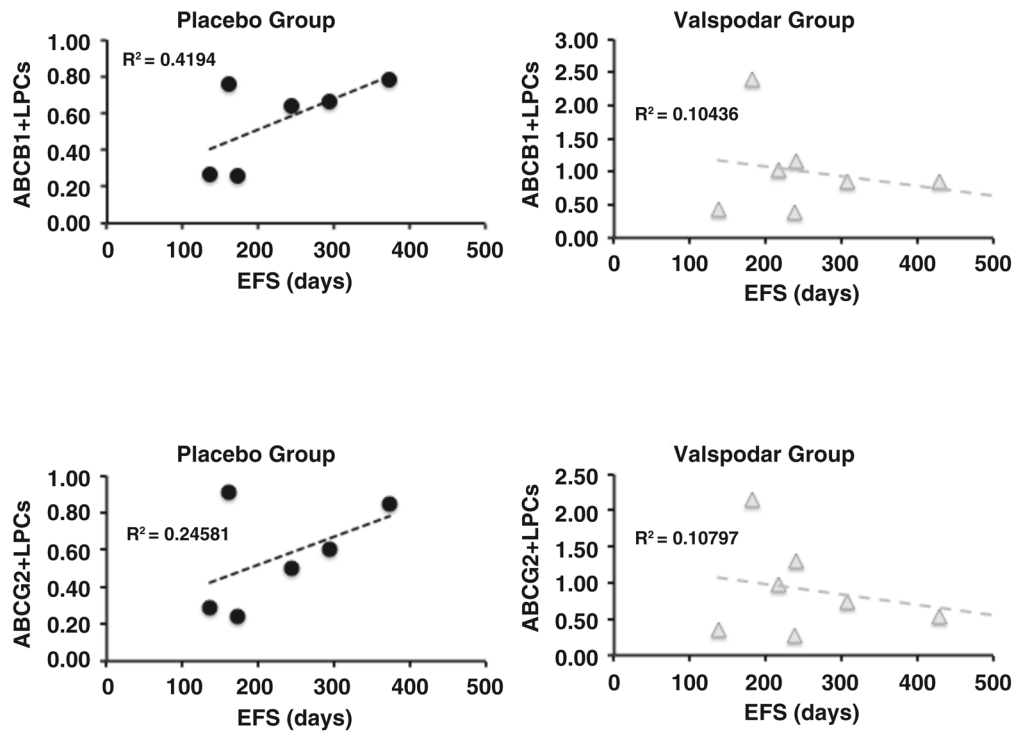 Placebo Group
ABCB1+LPCs
1.00
0.80
0.60
0.40
0.20
0.00
R² = 0.4194
0 100 200 300 400 500
EFS (days)
Valspodar Group
ABCB1+LPCs
3.00
2.50
2.00
1.50
1.00
0.50
0.00
R² = 0.10436
0 100 200 300 400 500
EFS (days)
Placebo Group
ABCG2+LPCs
1.00
0.80
0.60
0.40
0.20
0.00
R² = 0.24581
0 100 200 300 400 500
EFS (days)
Valspodar Group
ABCG2+LPCs
2.50
2.00
1.50
1.00
0.50
0.00
R² = 0.10797
0 100 200 300 400 500
EFS (days)